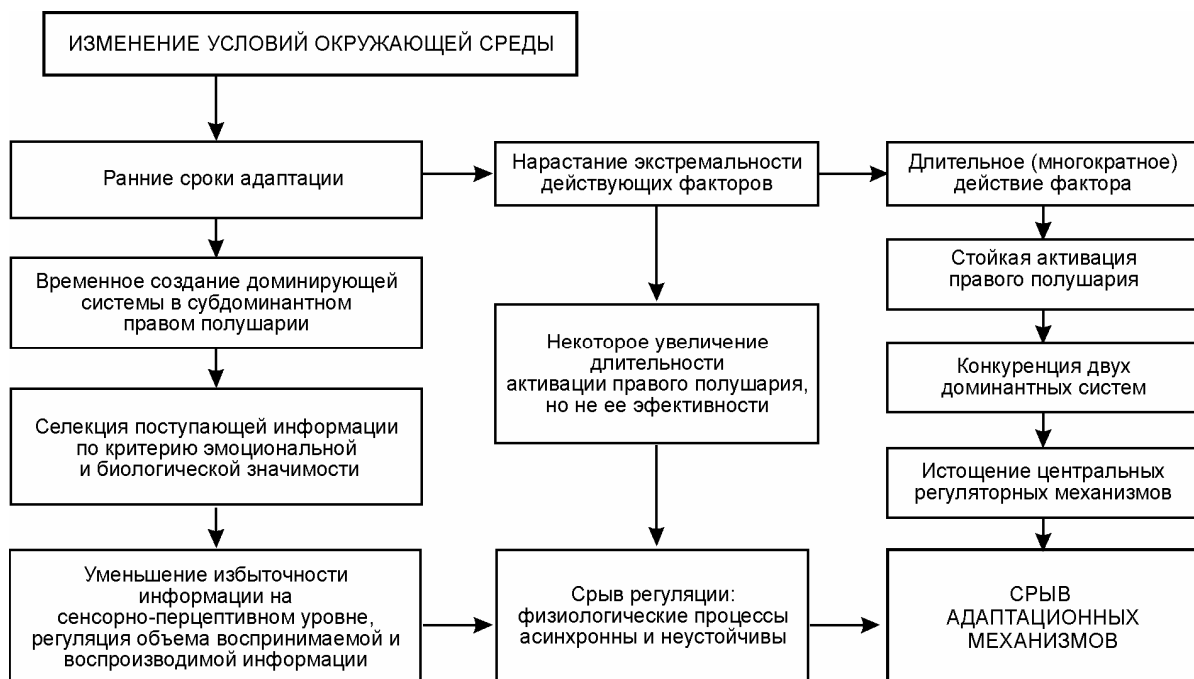 ИЗМЕНЕНИЕ УСЛОВИЙ ОКРУЖАЮЩЕЙ СРЕДЫ
Ранние сроки адаптации
Нарастание экстремальности
действующих факторов
Длительное (многократное)
действие фактора
Временное создание доминирующей
системы в субдоминантном
правом полушарии
Стойкая активация
правого полушария
Некоторое увеличение
длительности
активации правого полушария,
но не ее эфективности
Конкуренция двух
доминантных систем
Селекция поступающей информации
по критерию эмоциональной
и биологической значимости
Истощение центральных
регуляторных механизмов
Уменьшение избыточности
информации на
сенсорно-перцептивном уровне,
регуляция объема воспринимаемой и
воспроизводимой информации
Срыв регуляции:
физиологические процессы
асинхронны и неустойчивы
СРЫВ
АДАПТАЦИОННЫХ
МЕХАНИЗМОВ